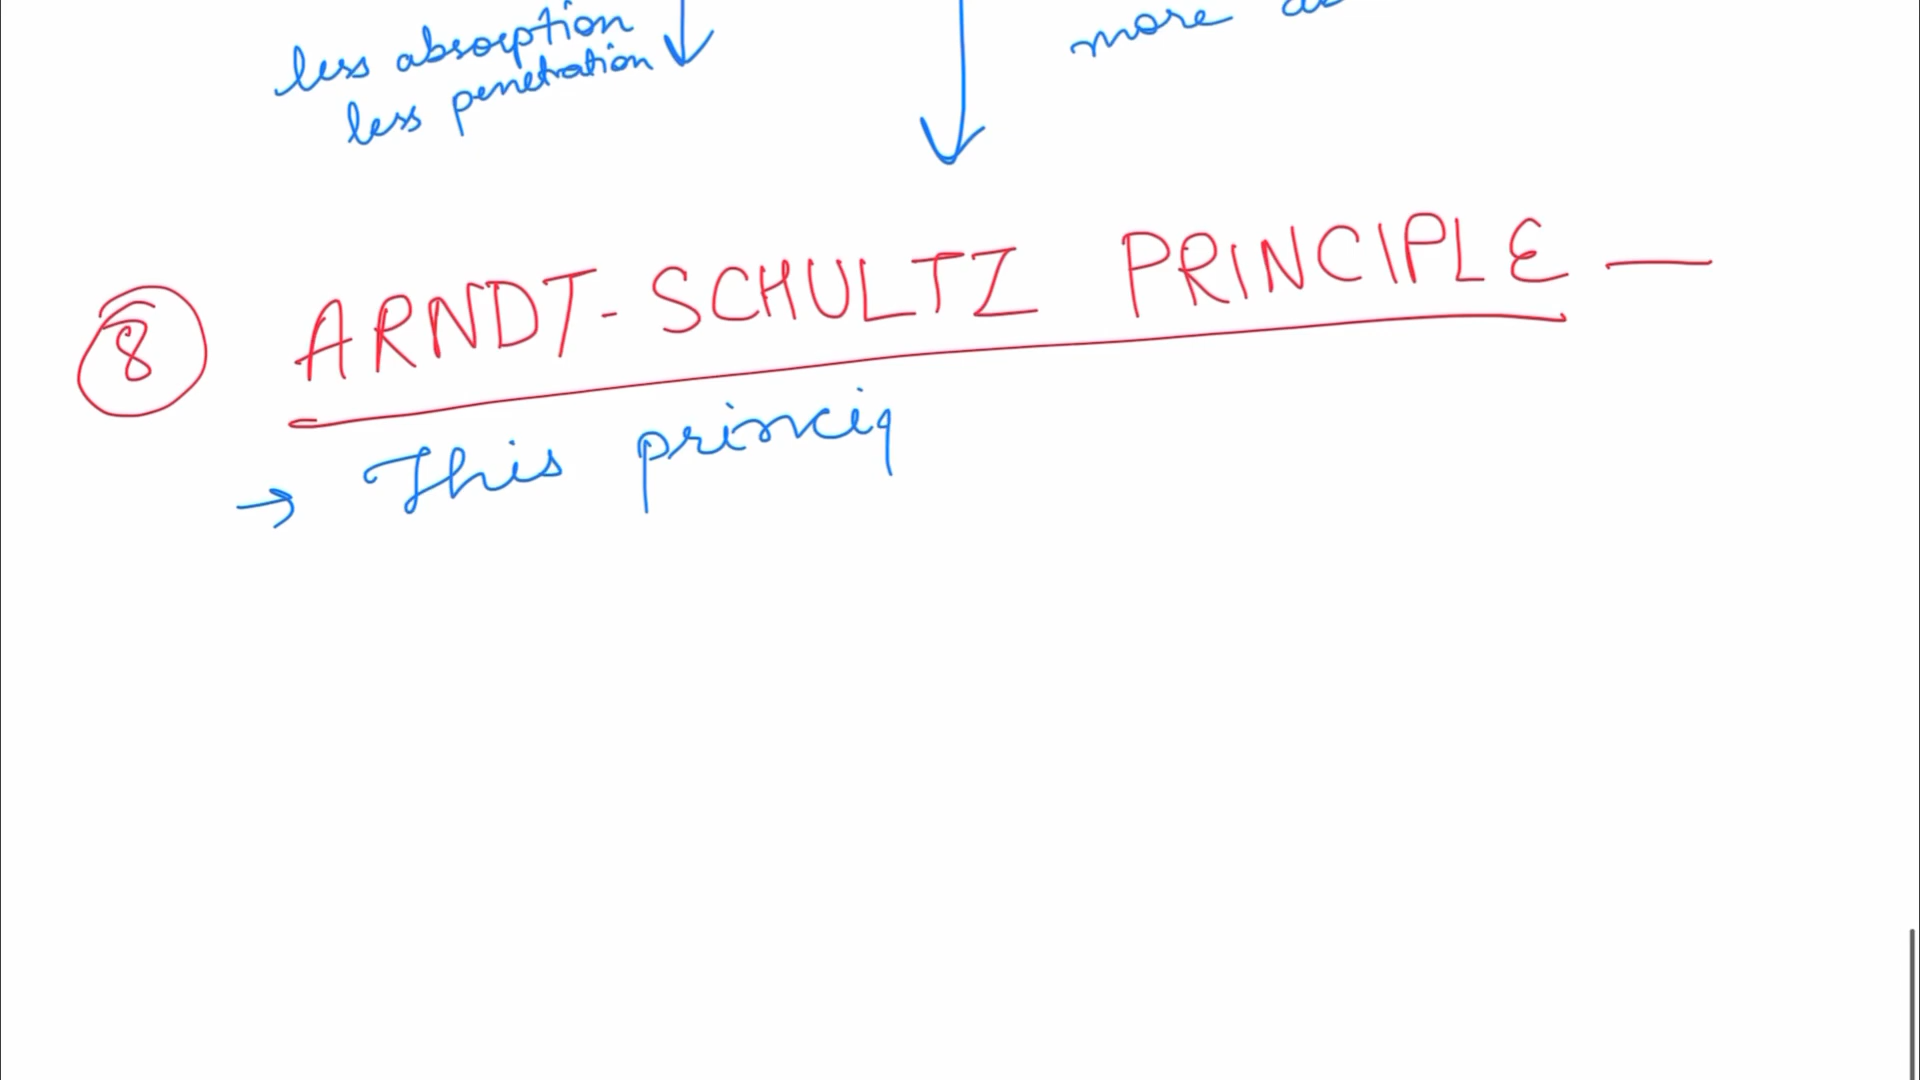 less absorption
less penetration
more
8 ARNDT-SCHULTZ PRINCIPLE —
→ This princip